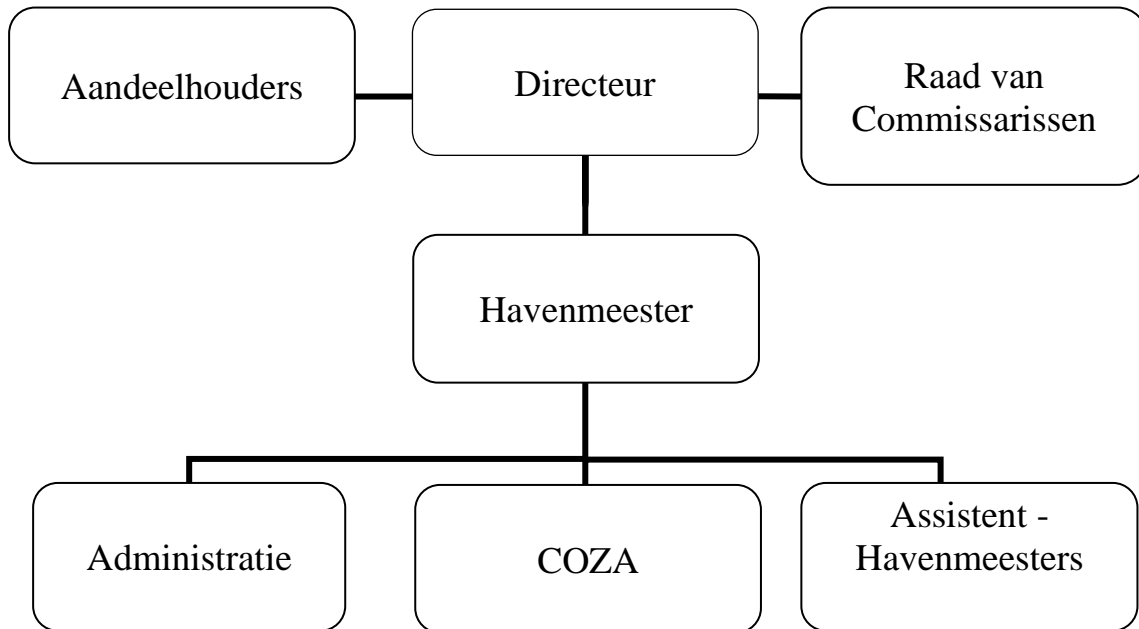 Aandeelhouders
Directeur
Raad van
Commissarissen
Havenmeester
Administratie
COZA
Assistent -
Havenmeesters